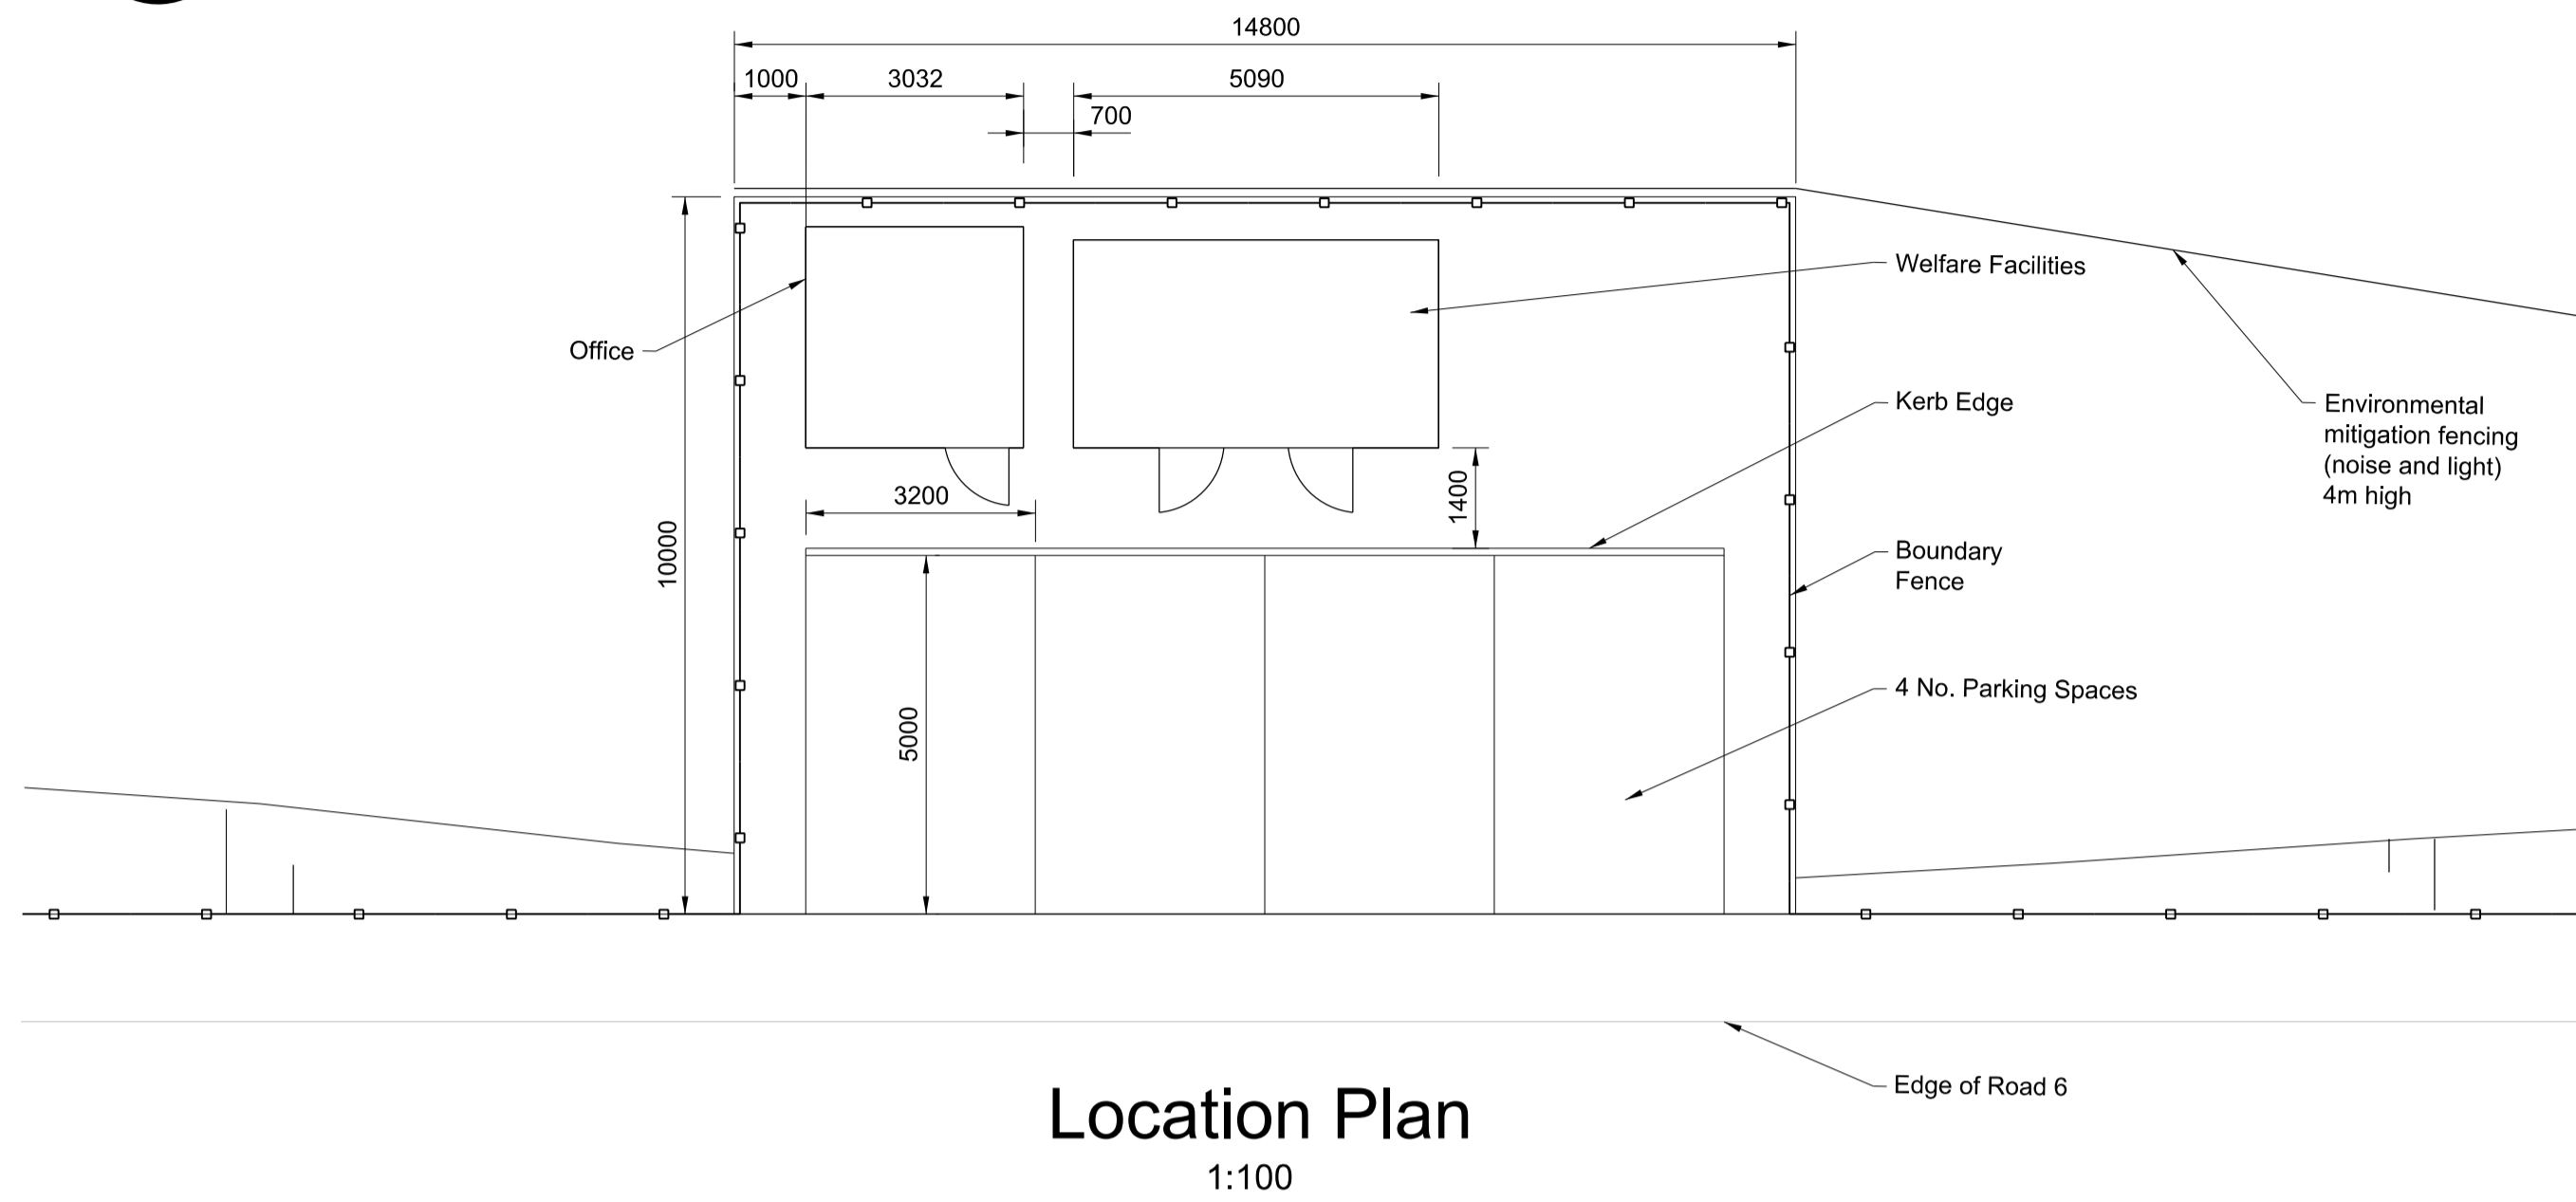 14800
1000
3032
5090
700
Welfare Facilities
Office
Kerb Edge
Environmental
mitigation fencing
(noise and light)
4m high
3200
1400
10000
Boundary
Fence
4 No. Parking Spaces
5000
Edge of Road 6
Location Plan
1:100